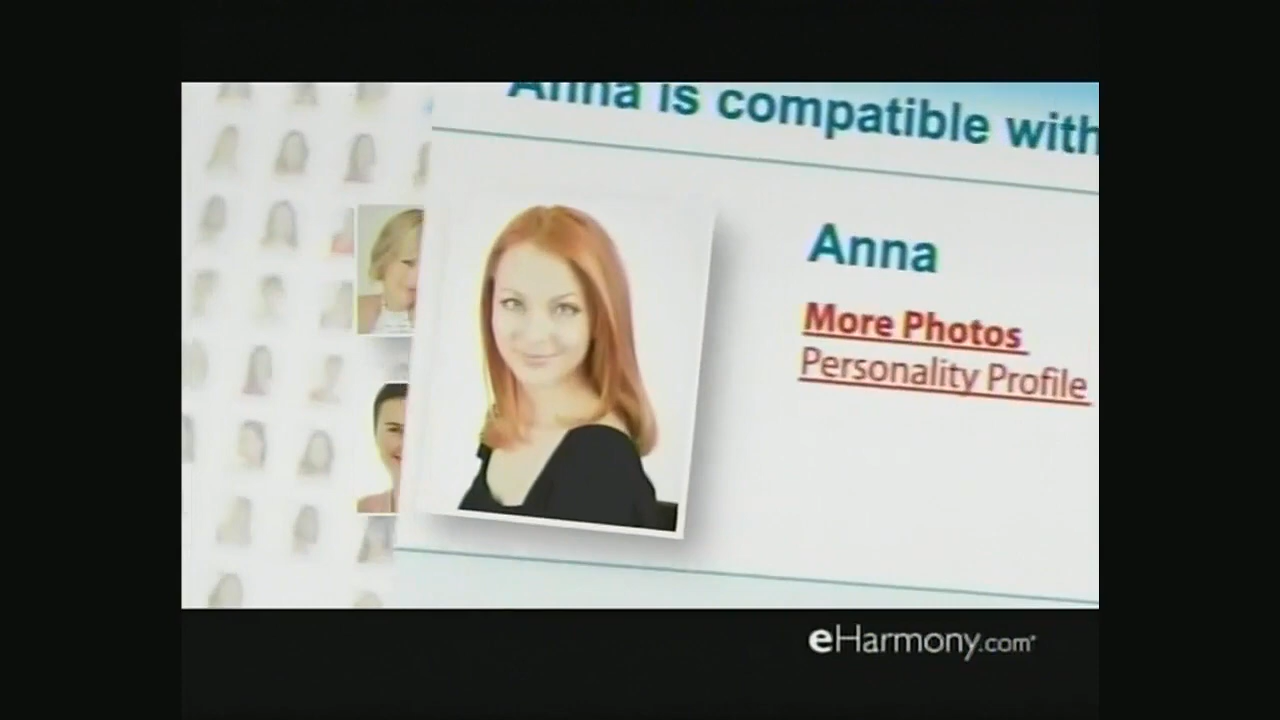 Anna is compatible with
Anna
More Photos
Personality Profile
eHarmony.com